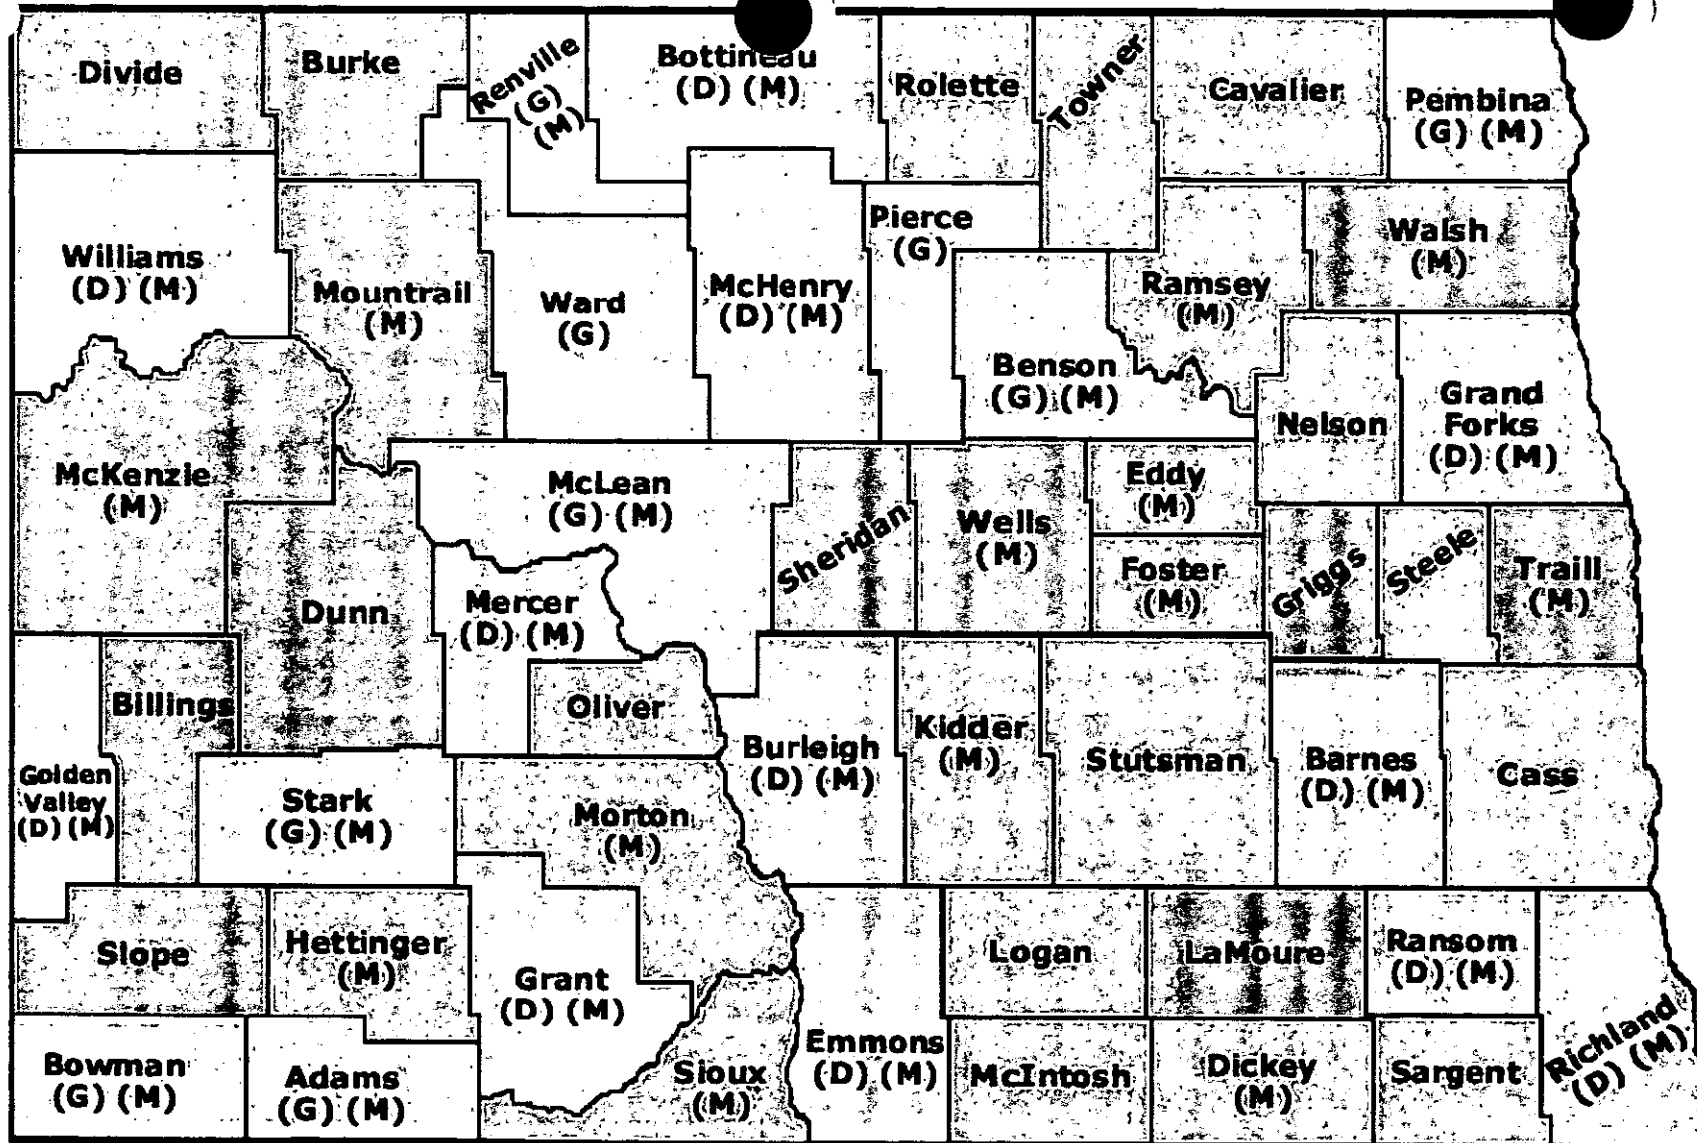 Divide
Burke
Renville
(G)
(M)
Bottineau
(D) (M)
Rolette
Towner
Cavalier
Pembina
(G) (M)
Williams
(D) (M)
Mountrail
(M)
Ward
(G)
McHenry
(D) (M)
Pierce
(G)
Benson
(G) (M)
Ramsey
(M)
Walsh
(M)
Nelson
Grand
Forks
(D) (M)
McKenzie
(M)
Dunn
McLean
(G) (M)
Mercer
(D) (M)
Oliver
Sheridan
Wells
(M)
Eddy
(M)
Foster
(M)
Griggs
Steele
Traill
(M)
Golden
Valley
(D) (M)
Billings
Stark
(G) (M)
Morton
(M)
Burleigh
(D) (M)
Kidder
(M)
Stutsman
Barnes
(D) (M)
Cass
Slope
Hettinger
(M)
Grant
(D) (M)
Sioux
(M)
Emmons
(D) (M)
Logan
LaMoure
Ransom
(D) (M)
Richland
(D) (M)
Bowman
(G) (M)
Adams
(G) (M)
McIntosh
Dickey
(M)
Sargent